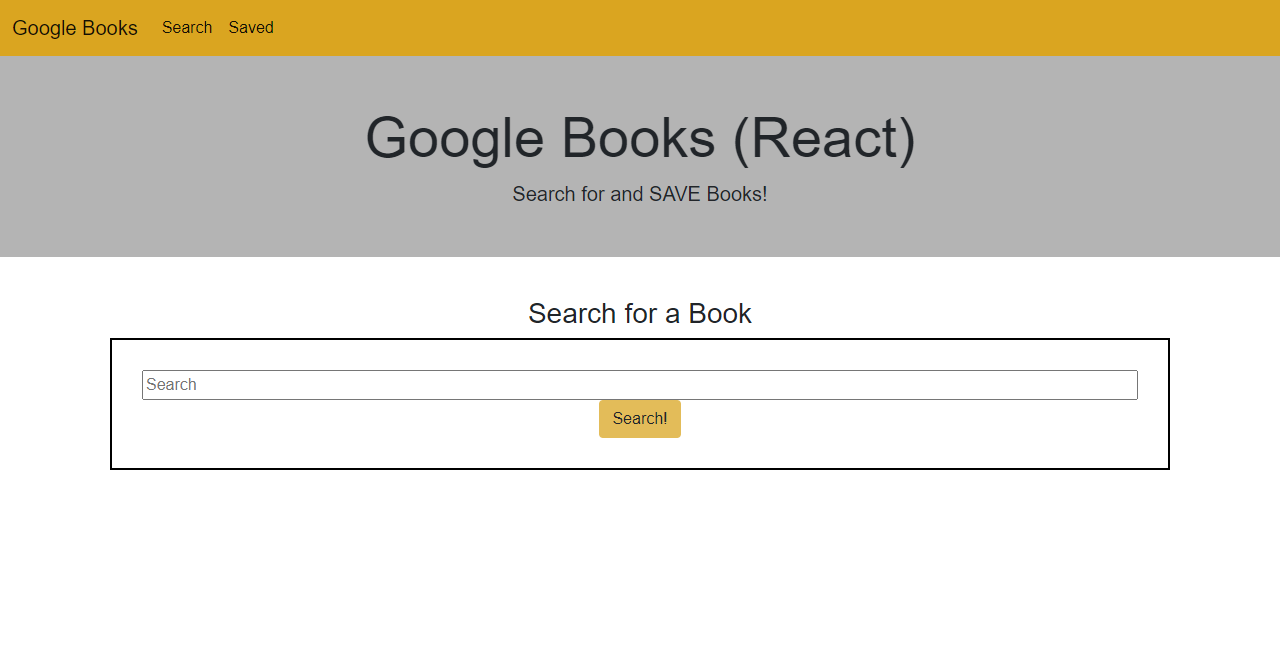 Google Books Search Saved
Google Books (React)
Search for and SAVE Books!
Search for a Book
Search
Search!